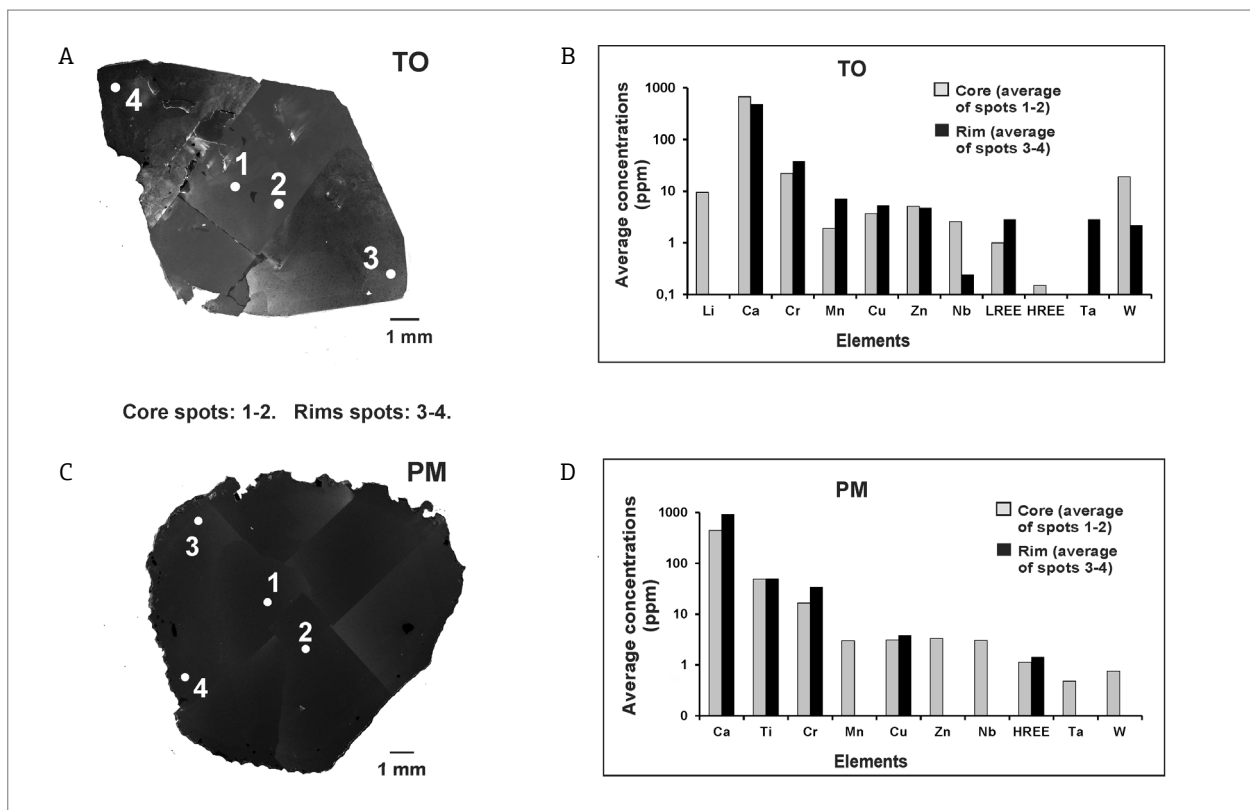 A
TO
4
1
2
3
1 mm
B
TO
Core (average
of spots 1-2)
Rim (average
of spots 3-4)
Average concentrations
(ppm)
1000
100
10
1
0,1
Li Ca Cr Mn Cu Zn Nb LREE HREE Ta W
Elements
Core spots: 1-2. Rims spots: 3-4.
C
PM
3
1
2
4
1 mm
D
PM
Core (average
of spots 1-2)
Rim (average
of spots 3-4)
Average concentrations
(ppm)
1000
100
10
1
0
Ca Ti Cr Mn Cu Zn Nb HREE Ta W
Elements